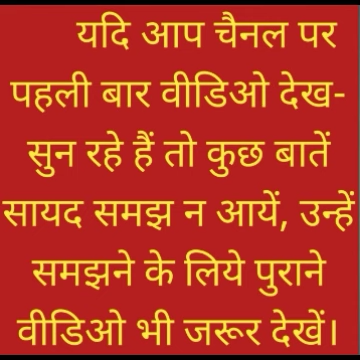 यदि आप चैनल पर
पहली बार वीडिओ देख-
सुन रहे हैं तो कुछ बातें
सायद समझ न आयें, उन्हें
समझने के लिये पुराने
वीडिओ भी जरूर देखें।